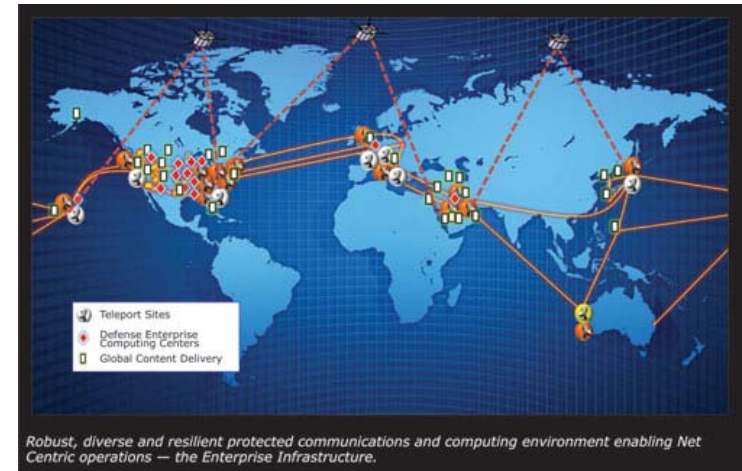 Teleport Sites
Defense Enterprise
Computing Centers
Global Content Delivery
Robust, diverse and resilient protected communications and computing environment enabling Net
Centric operations — the Enterprise Infrastructure.